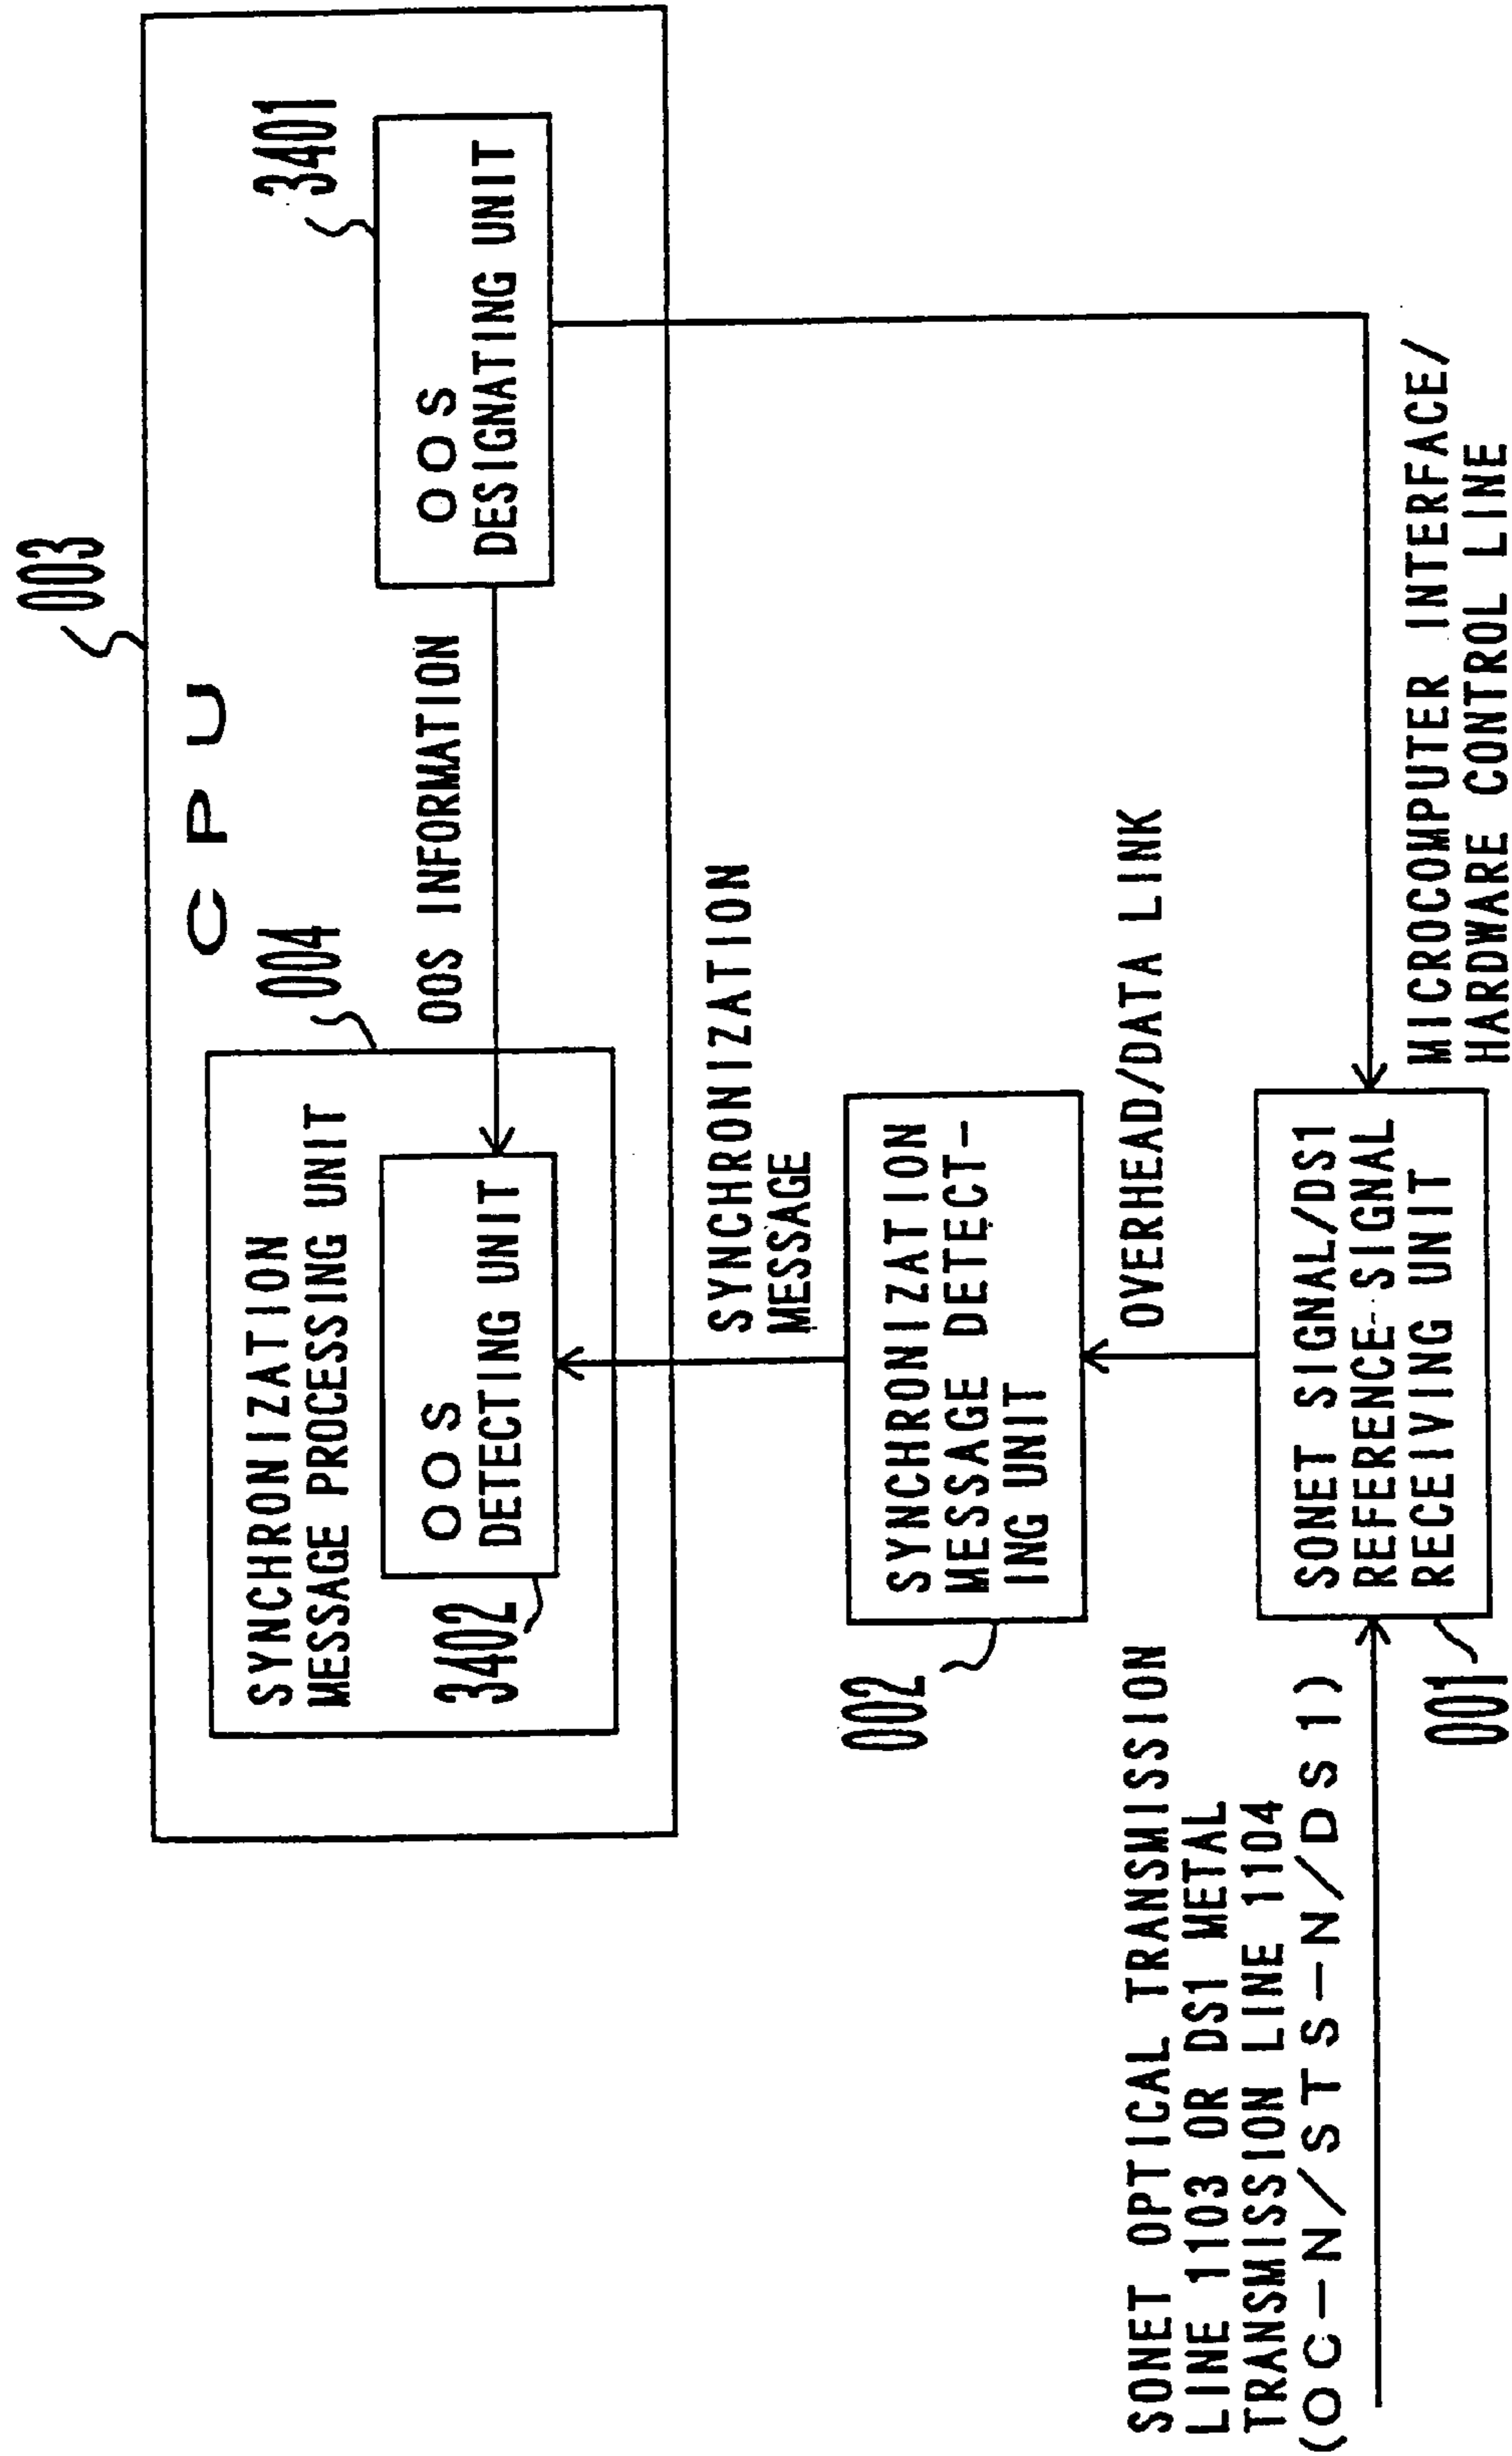 003
CPU
004
SYNCHRONIZATION
MESSAGE PROCESSING UNIT
OOS
DETECTING UNIT
3402
OOS INFORMATION
3401
OOS
DESIGNATING UNIT
SYNCHRONIZATION
MESSAGE
SYNCHRONIZATION
MESSAGE DETECT-
ING UNIT
002
OVERHEAD/DATA LINK
SONET OPTICAL TRANSMISSION
LINE 1103 OR DS1 METAL
TRANSMISSION LINE 1104
(OC-N/STS-N/DS1)
SONET SIGNAL/DS1
REFERENCE SIGNAL
RECEIVING UNIT
001
MICROCOMPUTER INTERFACE/
HARDWARE CONTROL LINE